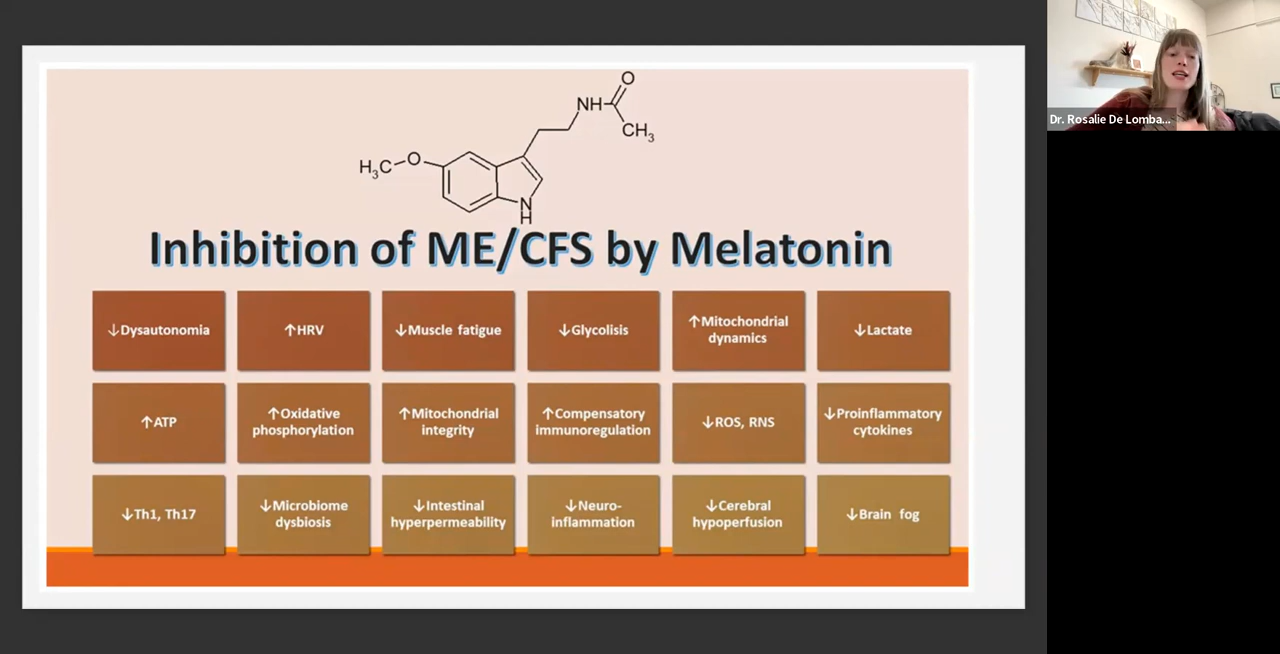 O
NH
CH3
H3C
O
N
H
Dr. Rosalie De Lomba...
Inhibition of ME/CFS by Melatonin
↓Dysautonomia
↑HRV
↓Muscle fatigue
↓Glycolisis
↑Mitochondrial
dynamics
↓Lactate
↑ATP
↑Oxidative
phosphorylation
↑Mitochondrial
integrity
↑Compensatory
immunoregulation
↓ROS, RNS
↓Proinflammatory
cytokines
↓Th1, Th17
↓Microbiome
dysbiosis
↓Intestinal
hyperpermeability
↓Neuro-
inflammation
↓Cerebral
hypoperfusion
↓Brain fog